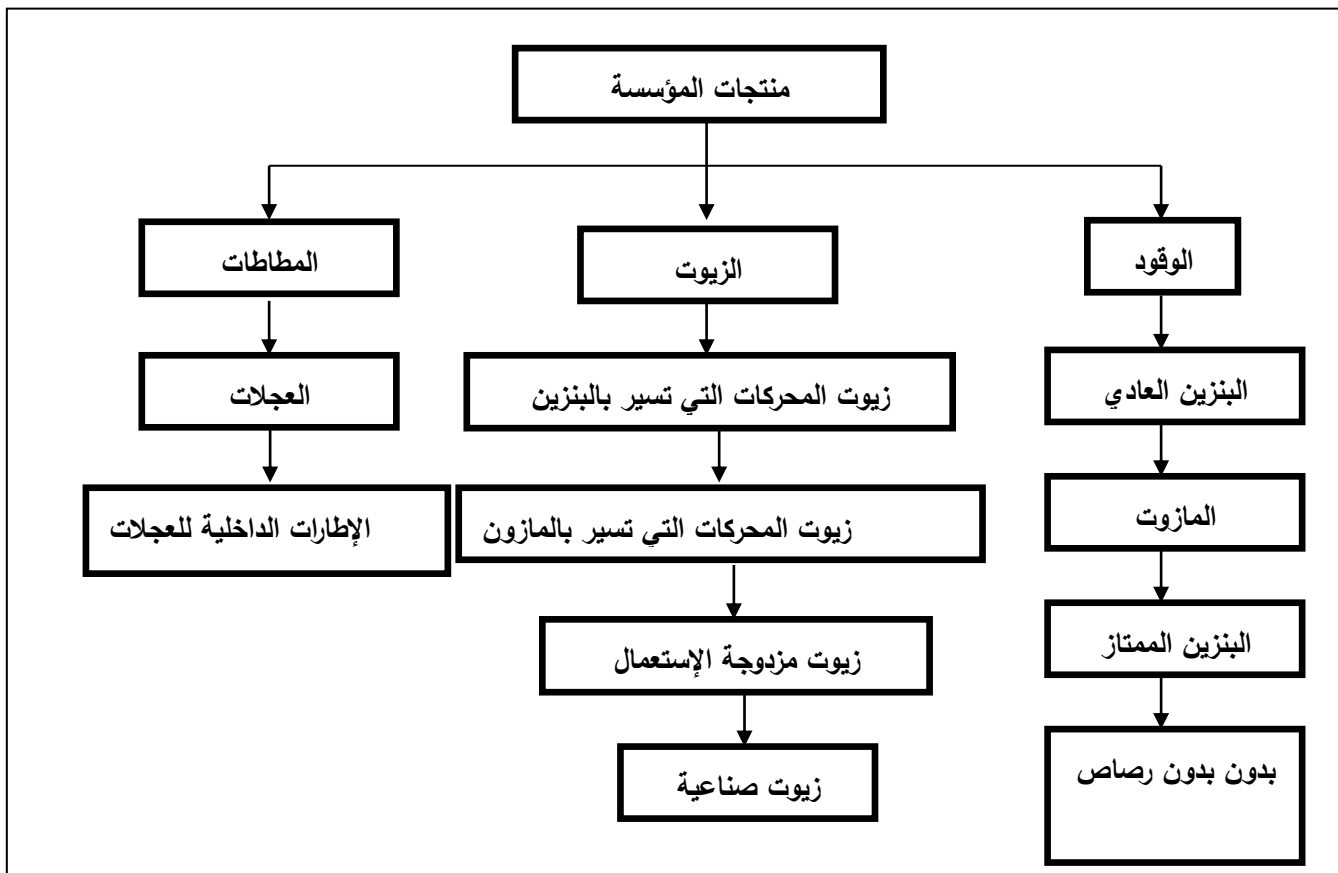 منتجات المؤسسة
الوقود
الزيوت
المطاطات
البنزين العادي
زيوت المحركات التي تسير بالبنزين
العجلات
المازوت
زيوت المحركات التي تسير بالمازون
الإطارات الداخلية للعجلات
البنزين الممتاز
زيوت مزدوجة الإستعمال
بدون بدون رصاص
زيوت صناعية